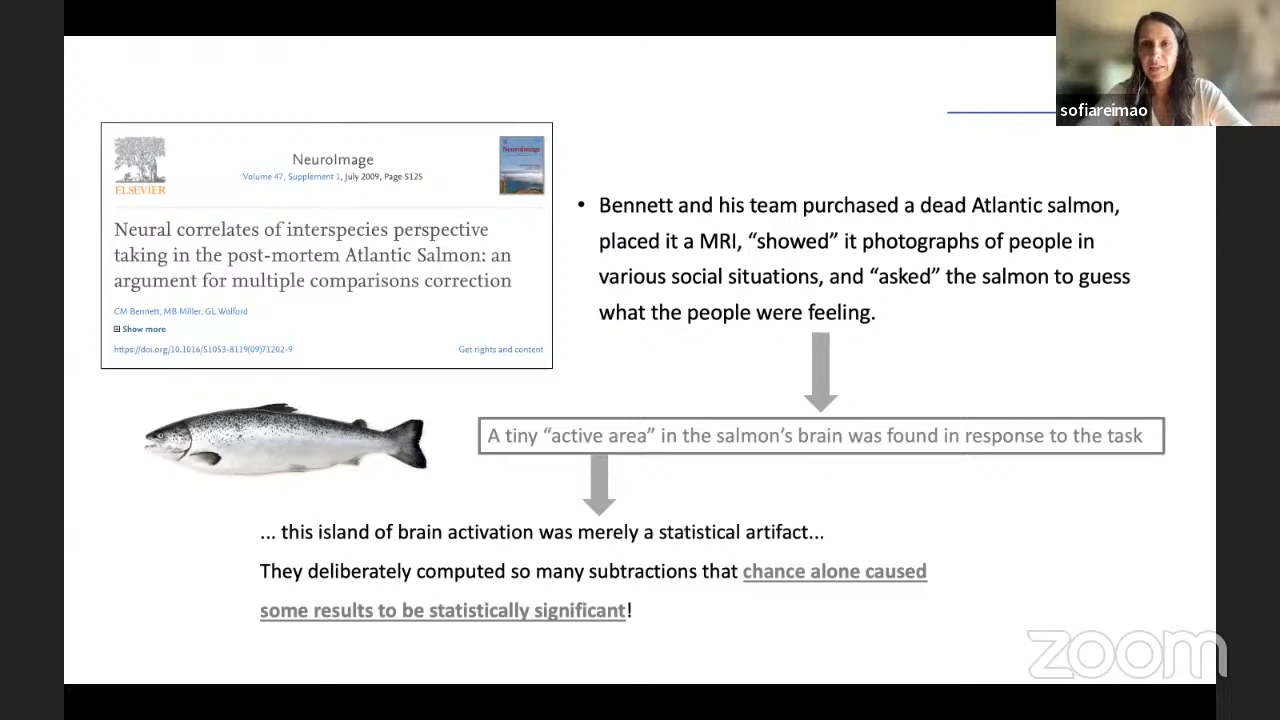 sofiareimao
ELSEVIER
NeuroImage
Volume 47, Supplement 1, July 2009, Page S125
NeuroImage
Neural correlates of interspecies perspective
taking in the post-mortem Atlantic Salmon: an
argument for multiple comparisons correction
CM Bennett, MB Miller, GL Wolford
Show more
https://doi.org/10.1016/S1053-8119(09)71202-9
Get rights and content
• Bennett and his team purchased a dead Atlantic salmon,
placed it a MRI, “showed” it photographs of people in
various social situations, and “asked” the salmon to guess
what the people were feeling.
A tiny “active area” in the salmon’s brain was found in response to the task
... this island of brain activation was merely a statistical artifact...
They deliberately computed so many subtractions that chance alone caused
some results to be statistically significant!
zoom